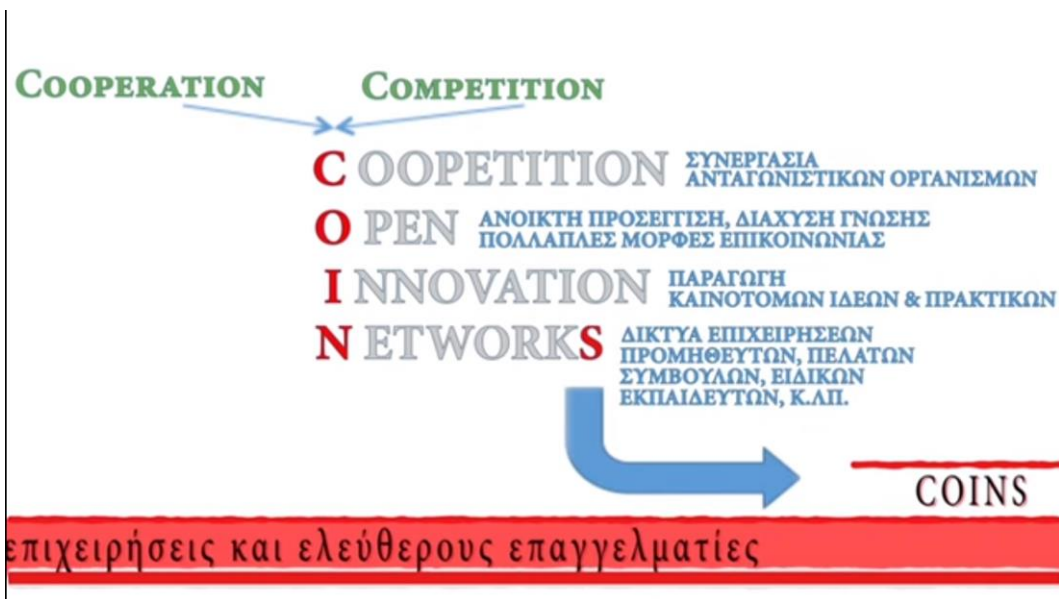 COOPERATION COMPETITION
COOPETITION ΣΥΝΕΡΓΑΣΙΑ
ΑΝΤΑΓΩΝΙΣΤΙΚΩΝ ΟΡΓΑΝΙΣΜΩΝ
OPEN ΑΝΟΙΚΤΗ ΠΡΟΣΕΓΓΙΣΗ, ΔΙΑΧΥΣΗ ΓΝΩΣΗΣ
ΠΟΛΛΑΠΛΕΣ ΜΟΡΦΕΣ ΕΠΙΚΟΙΝΩΝΙΑΣ
INNOVATION ΠΑΡΑΓΩΓΗ
ΚΑΙΝΟΤΟΜΩΝ ΙΔΕΩΝ & ΠΡΑΚΤΙΚΩΝ
NETWORKS ΔΙΚΤΥΑ ΕΠΙΧΕΙΡΗΣΕΩΝ
ΠΡΟΜΗΘΕΥΤΩΝ, ΠΕΛΑΤΩΝ
ΣΥΜΒΟΥΛΩΝ, ΕΙΔΙΚΩΝ
ΕΚΠΑΙΔΕΥΤΩΝ, Κ.ΛΠ.
COINS
επιχειρήσεις και ελεύθερους επαγγελματίες